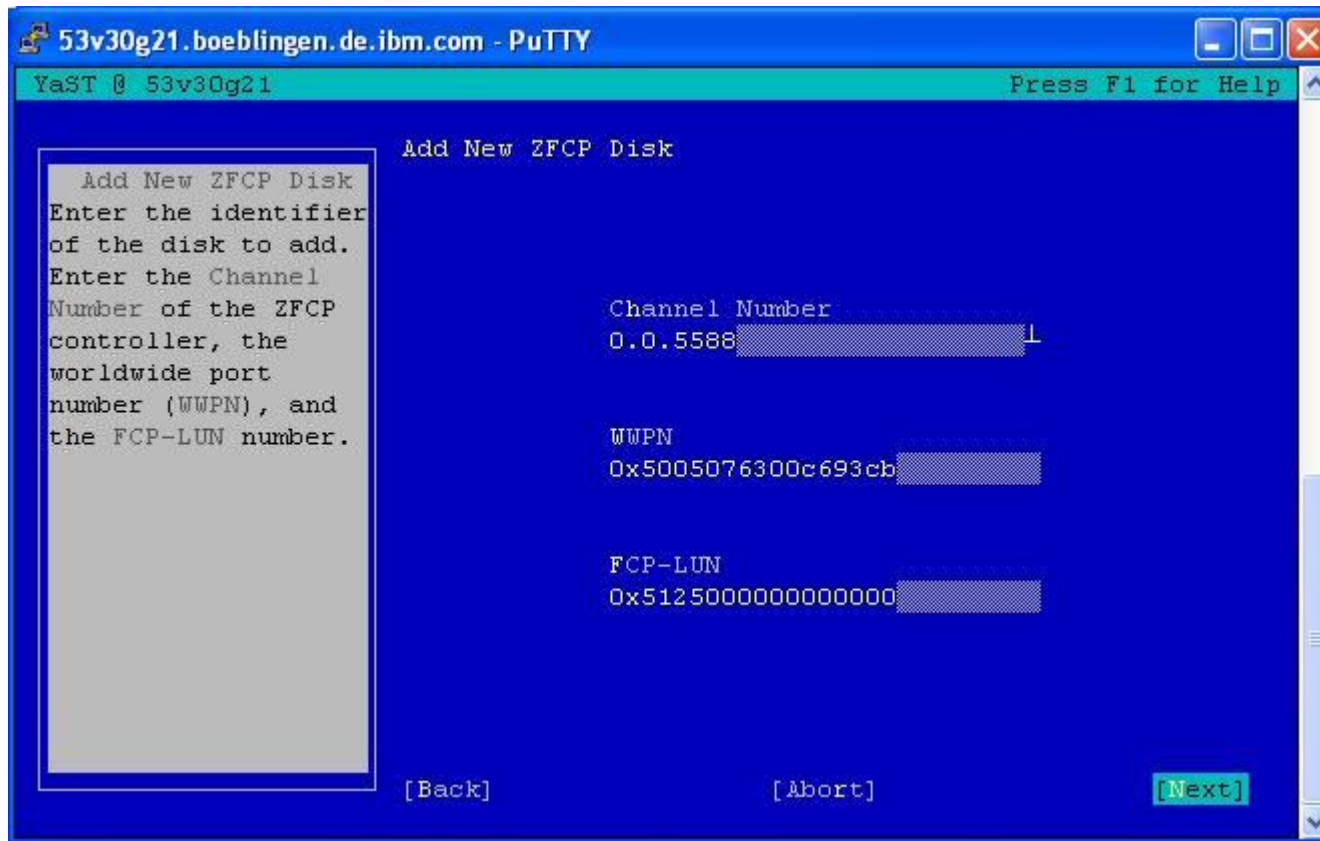 53v30g21.boeblingen.de.ibm.com - PuTTY
YaST @ 53v30g21 Press F1 for Help
Add New ZFCP Disk
Enter the identifier
of the disk to add.
Enter the Channel
Number of the ZFCP
controller, the
worldwide port
number (WWPN), and
the FCP-LUN number.
Add New ZFCP Disk
Channel Number
0.0.5588
WWPN
0x5005076300c693cb
FCP-LUN
0x5125000000000000
[Back] [Abort] [Next]